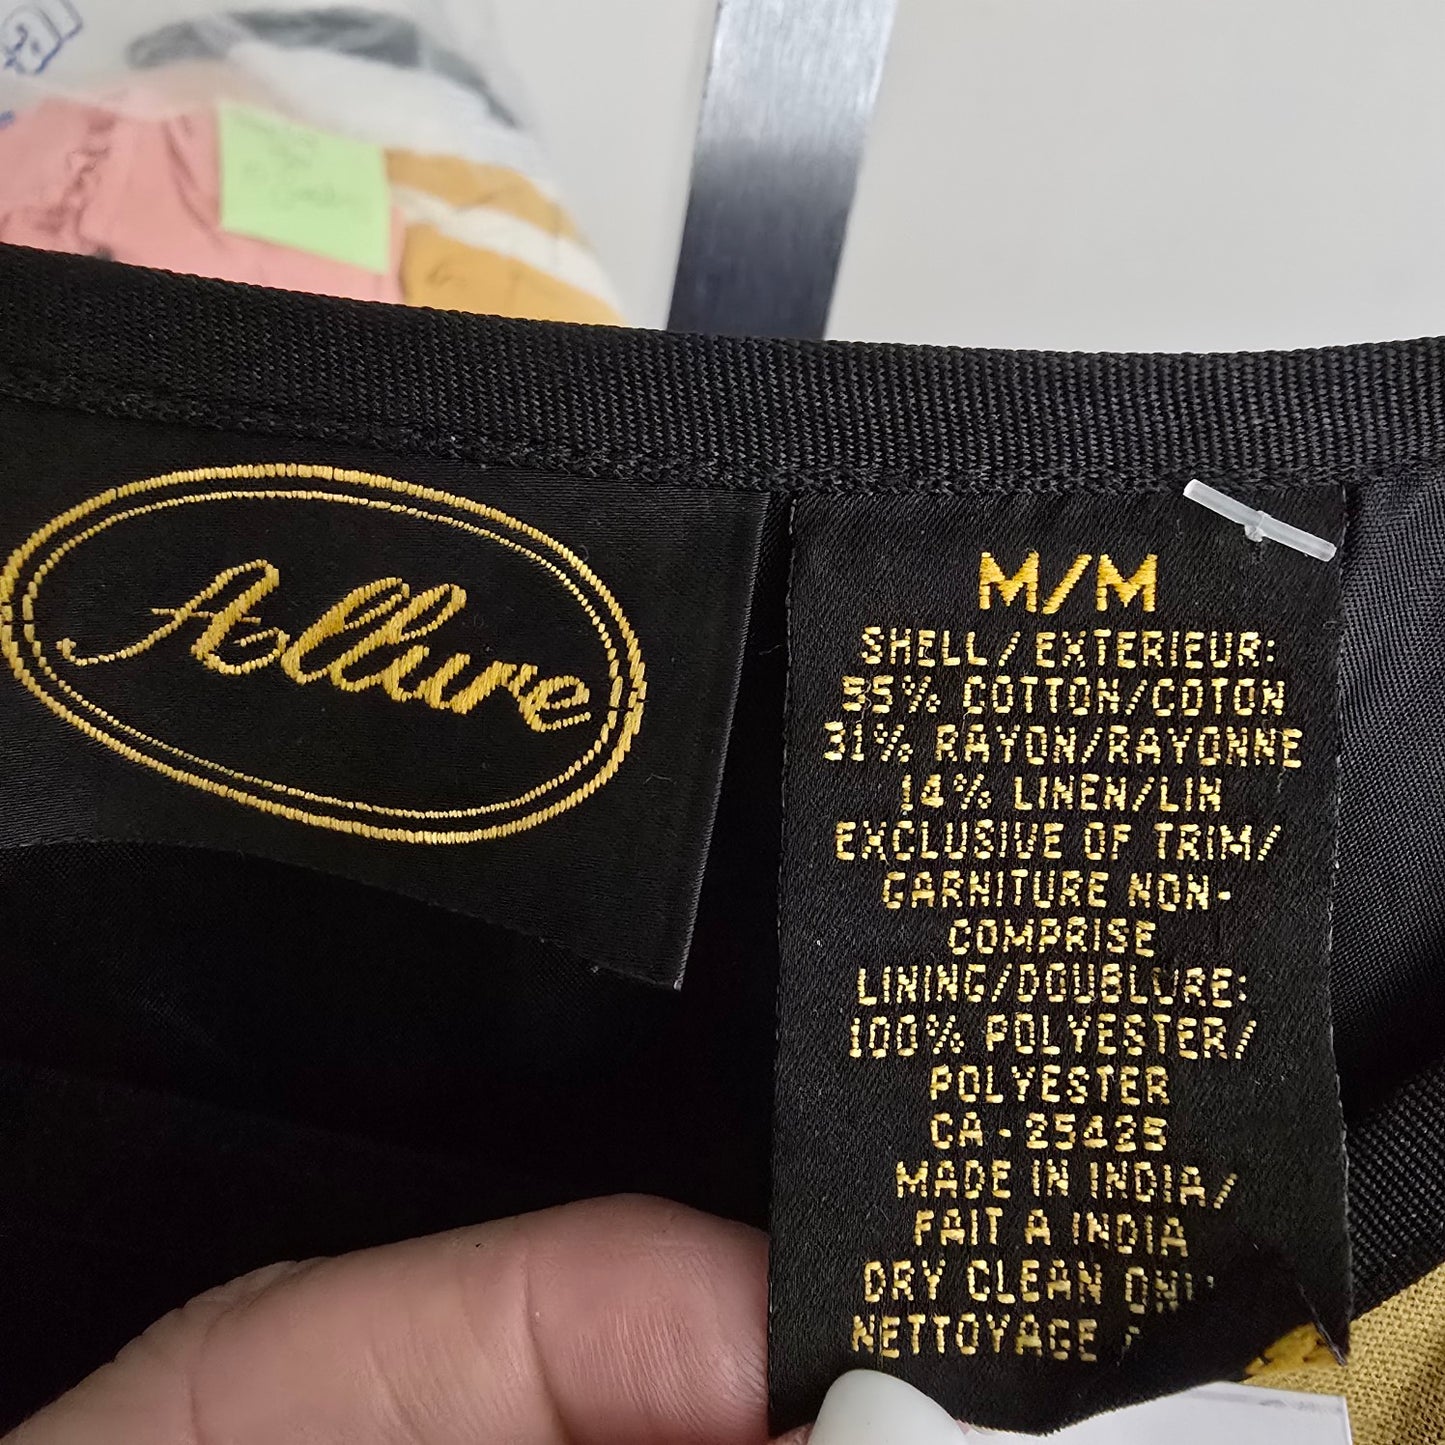 Allure
M/M
SHELL/EXTERIEUR:
55% COTTON/COTON
31% RAYON/RAYONNE
14% LINEN/LIN
EXCLUSIVE OF TRIM/
GARNITURE NON-
COMPRISE
LINING/DOUBLURE:
100% POLYESTER/
POLYESTER
CA-25425
MADE IN INDIA/
FAIT A INDIA
DRY CLEAN ONL
NETTOYAGE